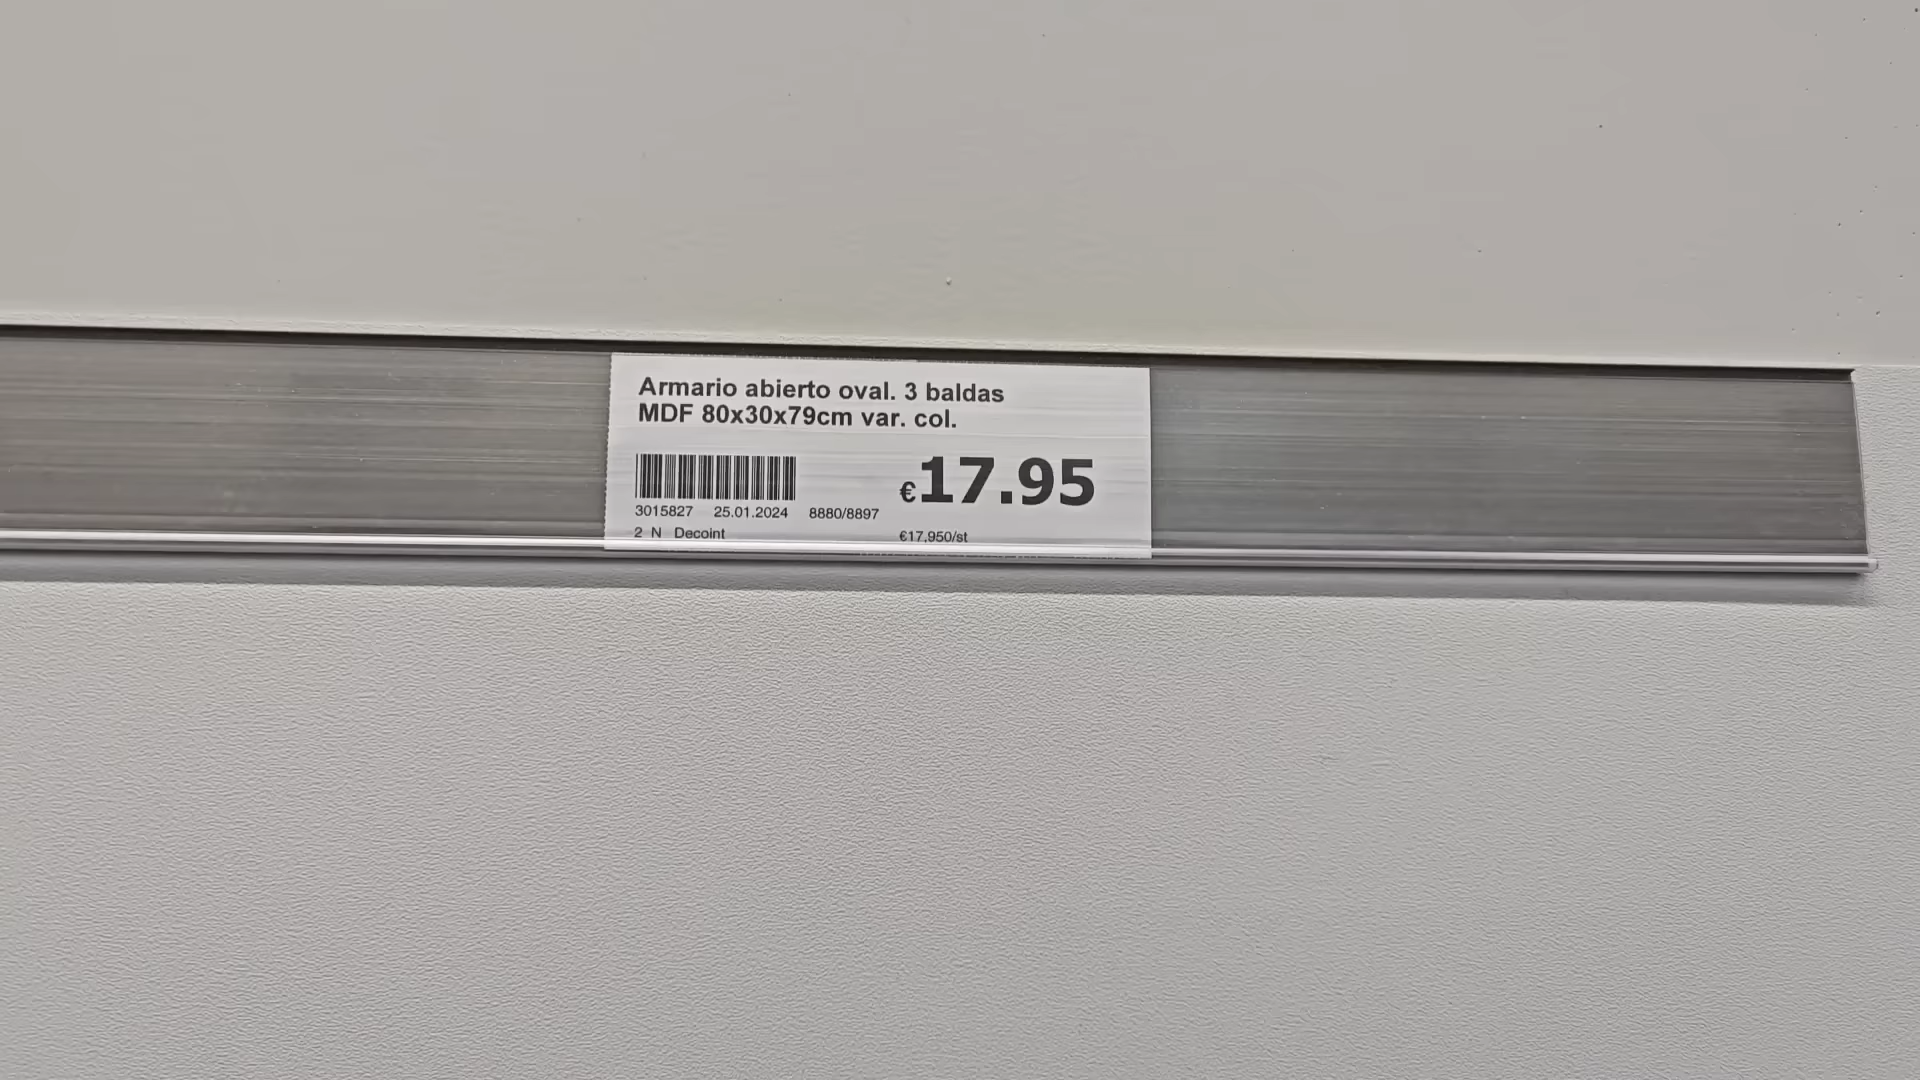 Armario abierto oval. 3 baldas
MDF 80x30x79cm var. col.
€17.95
3015827 25.01.2024 8880/8897
2 N Decoint €17,950/st